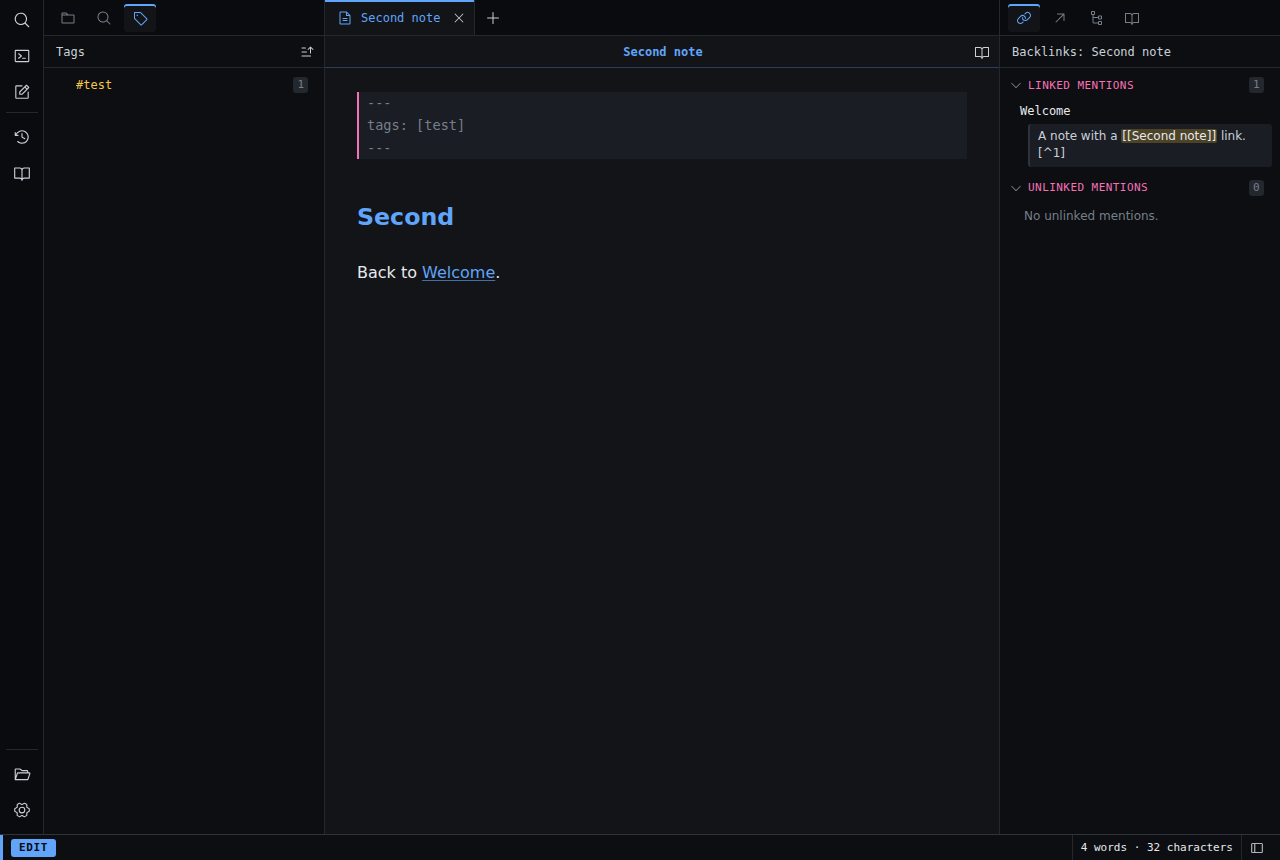 Second note
Tags
Second note
Backlinks: Second note
#test
1
---
tags: [test]
---
Second
Back to Welcome.
LINKED MENTIONS
1
Welcome
A note with a [[Second note]] link.
[^1]
UNLINKED MENTIONS
0
No unlinked mentions.
EDIT
4 words · 32 characters